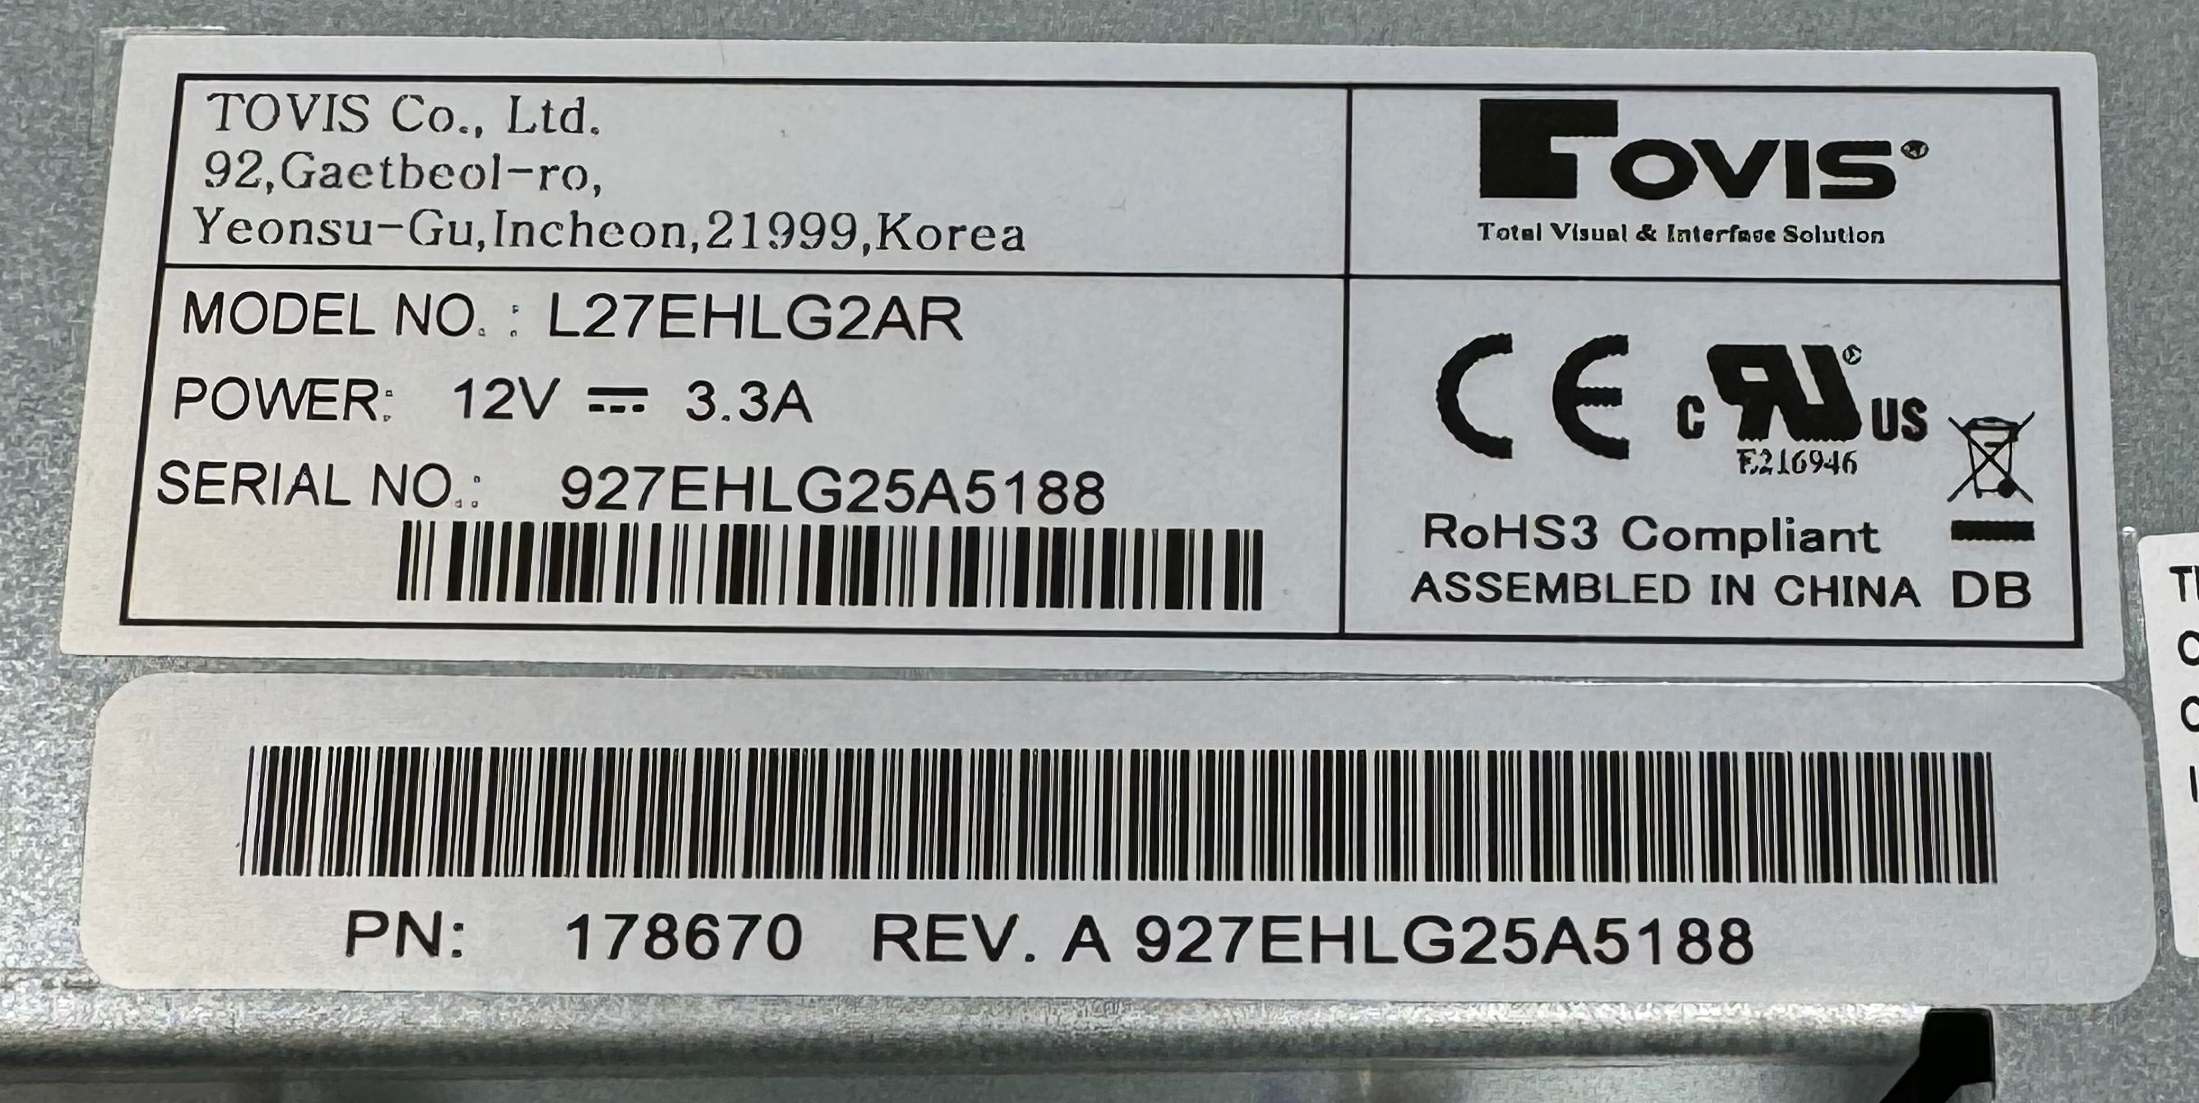 TOVIS Co., Ltd.
92,Gaetbeol-ro,
Yeonsu-Gu,Incheon,21999,Korea
TOVIS®
Total Visual & Interface Solution
MODEL NO. : L27EHLG2AR
POWER: 12V ⎓ 3.3A
SERIAL NO.: 927EHLG25A5188
CE c RU® US
E216946
RoHS3 Compliant
ASSEMBLED IN CHINA DB
PN: 178670 REV. A 927EHLG25A5188